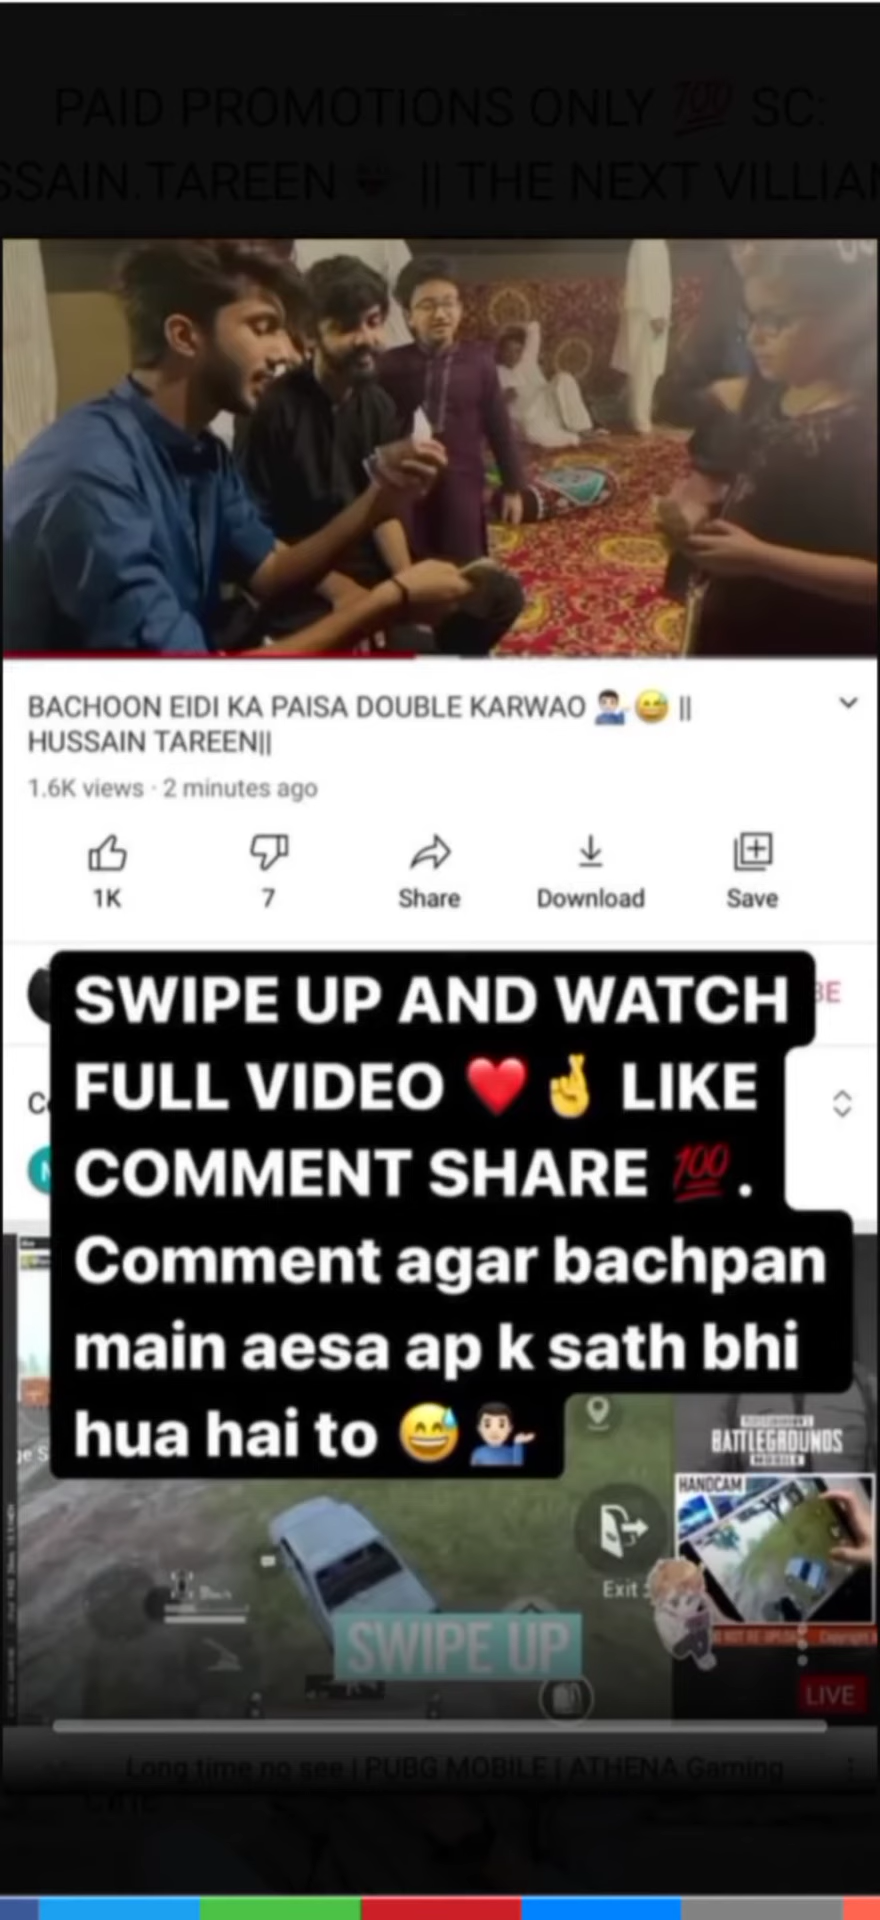 PAID PROMOTIONS ONLY 💯 SC:
SSAIN.TAREEN || THE NEXT VILLIAN
BACHOON EIDI KA PAISA DOUBLE KARWAO 💁🏻‍♂️😅 ||
HUSSAIN TAREEN||
1.6K views · 2 minutes ago
1K
7
Share
Download
Save
BE
SWIPE UP AND WATCH
FULL VIDEO ❤️🤞 LIKE
COMMENT SHARE 💯.
Comment agar bachpan
main aesa ap k sath bhi
hua hai to 😅💁🏻‍♂️
BATTLEGROUNDS
MOBILE
HANDCAM
Exit
SWIPE UP
LIVE
Long time no see | PUBG MOBILE | ATHENA Gaming